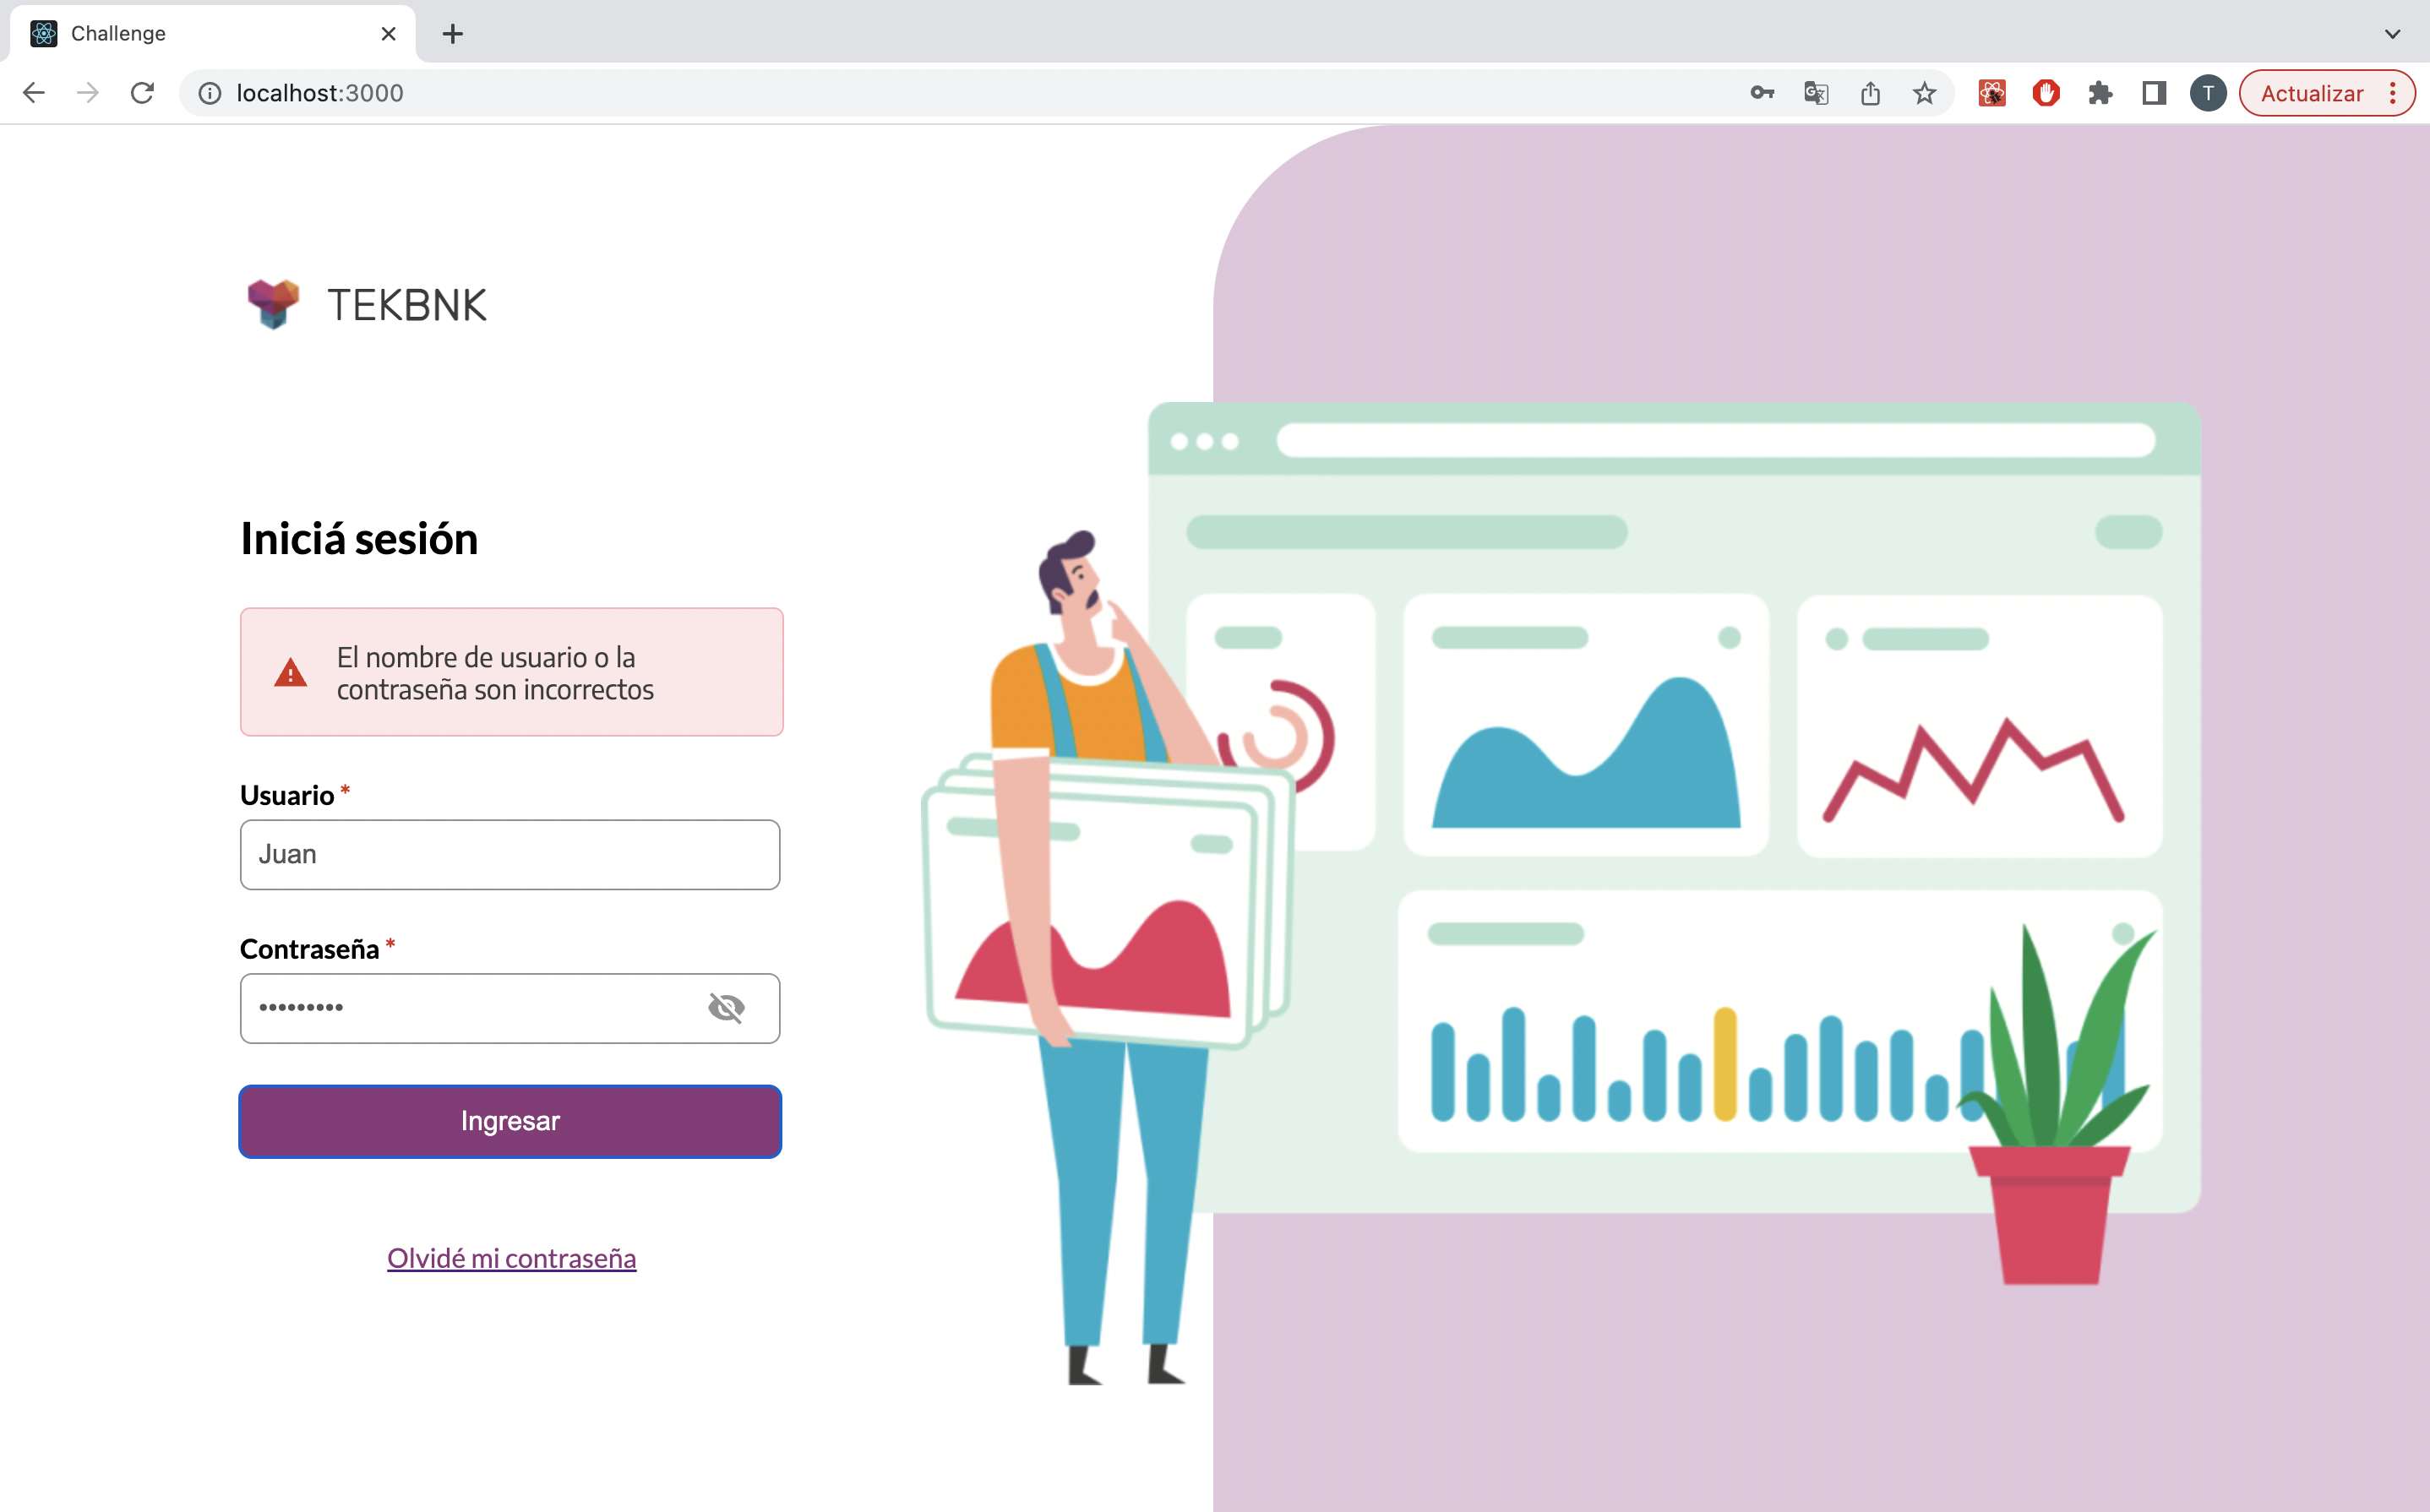 Challenge
localhost:3000
T
Actualizar
TEKBNK
Iniciá sesión
El nombre de usuario o la
contraseña son incorrectos
Usuario *
Juan
Contraseña *
•••••••••
Ingresar
Olvidé mi contraseña